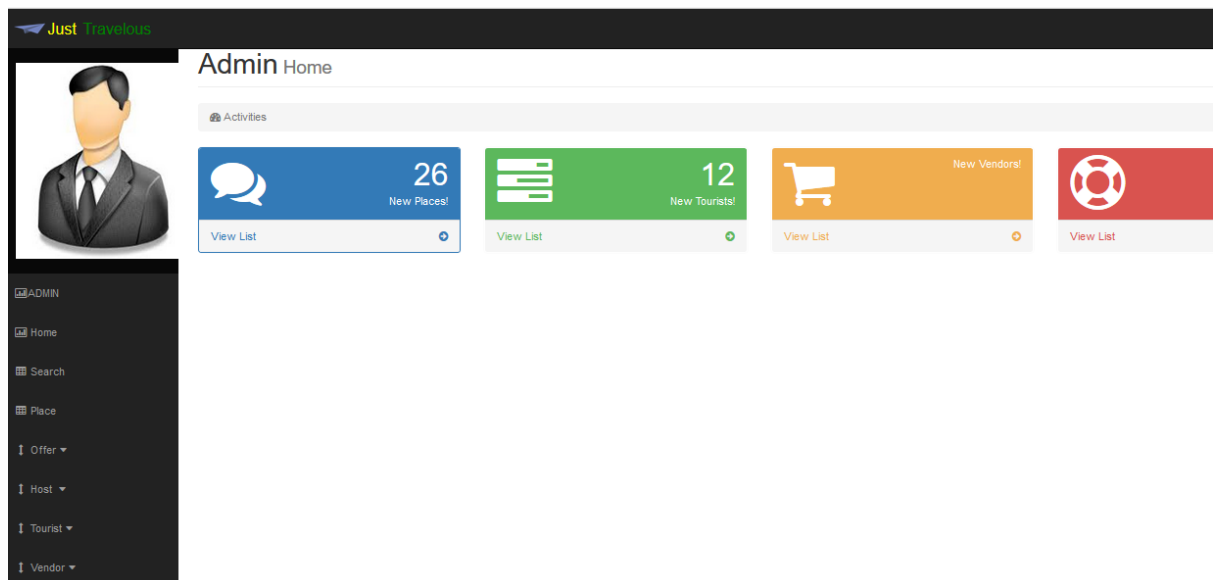 Just Travelous
Admin Home
Activities
26
New Places!
View List
12
New Tourists!
View List
New Vendors!
View List
View List
ADMIN
Home
Search
Place
Offer
Host
Tourist
Vendor